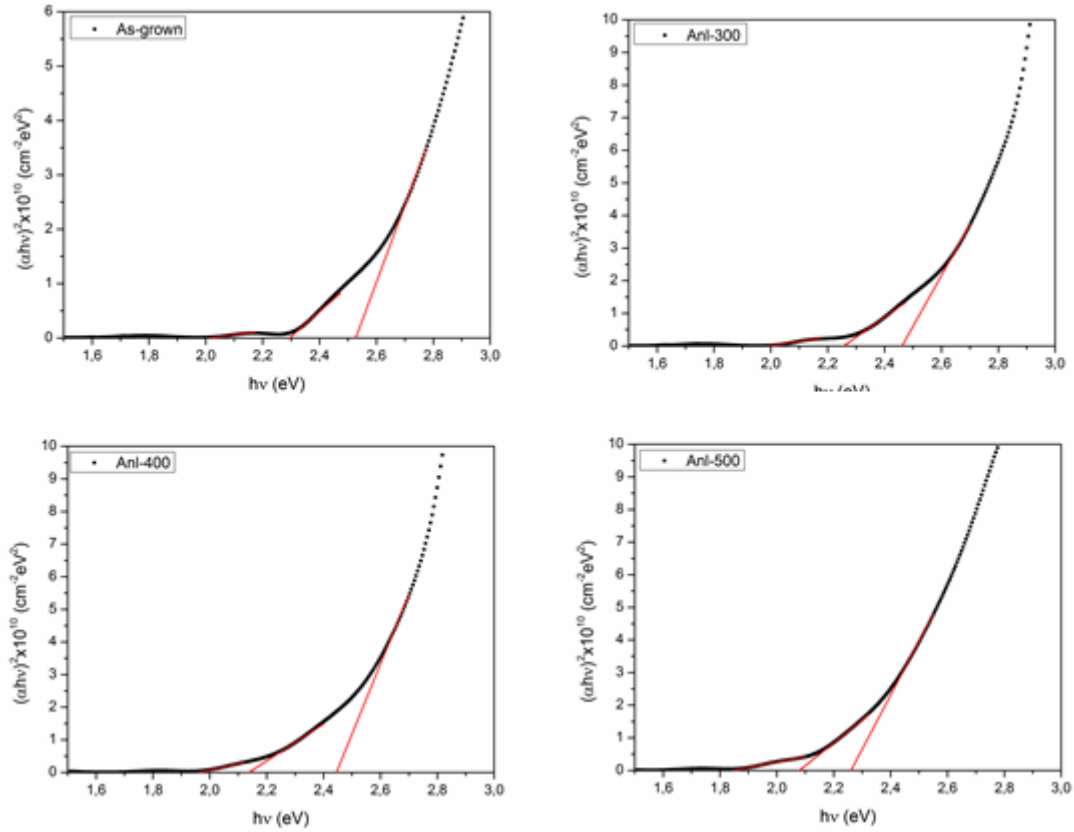 As-grown
6
5
4
3
2
1
0
(αhν)²x10¹⁰ (cm⁻²eV²)
1,6 1,8 2,0 2,2 2,4 2,6 2,8 3,0
hν (eV)
Anl-300
10
9
8
7
6
5
4
3
2
1
0
(αhν)²x10¹⁰ (cm⁻²eV²)
1,6 1,8 2,0 2,2 2,4 2,6 2,8 3,0
hν (eV)
Anl-400
10
9
8
7
6
5
4
3
2
1
0
(αhν)²x10¹⁰ (cm⁻²eV²)
1,6 1,8 2,0 2,2 2,4 2,6 2,8 3,0
hν (eV)
Anl-500
10
9
8
7
6
5
4
3
2
1
0
(αhν)²x10¹⁰ (cm⁻²eV²)
1,6 1,8 2,0 2,2 2,4 2,6 2,8 3,0
hν (eV)